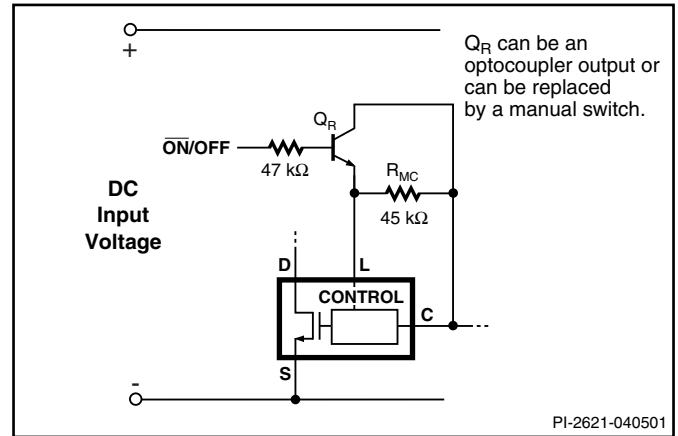 +
Q_R can be an
optocoupler output or
can be replaced
by a manual switch.
Q_R
O̅N̅/OFF
47 kΩ
R_MC
45 kΩ
DC
Input
Voltage
D
L
CONTROL
C
S
-
PI-2621-040501